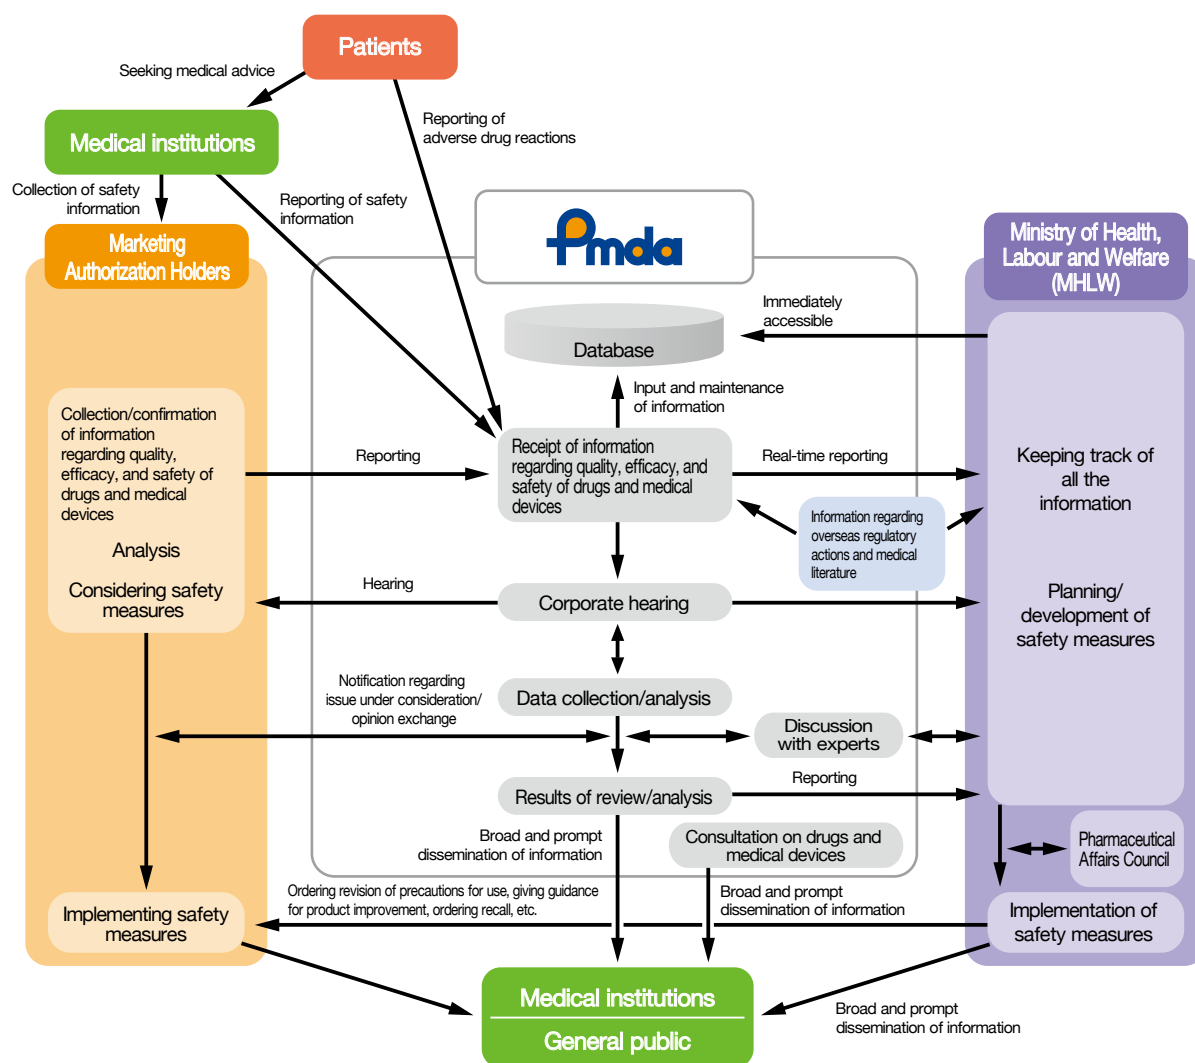 Patients
Seeking medical advice
Medical institutions
Reporting of
adverse drug reactions
Collection of safety
information
Reporting of safety
information
Marketing
Authorization Holders
pmda
Ministry of Health,
Labour and Welfare
(MHLW)
Immediately
accessible
Database
Input and maintenance
of information
Collection/confirmation
of information
regarding quality,
efficacy, and safety of
drugs and medical
devices
Analysis
Considering safety
measures
Reporting
Receipt of information
regarding quality, efficacy, and
safety of drugs and medical
devices
Real-time reporting
Keeping track of
all the
information
Information regarding
overseas regulatory
actions and medical
literature
Hearing
Corporate hearing
Planning/
development of
safety measures
Notification regarding
issue under consideration/
opinion exchange
Data collection/analysis
Discussion
with experts
Results of review/analysis
Reporting
Broad and prompt
dissemination of information
Consultation on drugs and
medical devices
Pharmaceutical
Affairs Council
Ordering revision of precautions for use, giving guidance
for product improvement, ordering recall, etc.
Broad and prompt
dissemination of information
Implementing safety
measures
Implementation of
safety measures
Medical institutions
General public
Broad and prompt
dissemination of information